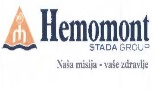 Hemomont
STADA GROUP
Naša misija - vaše zdravlje